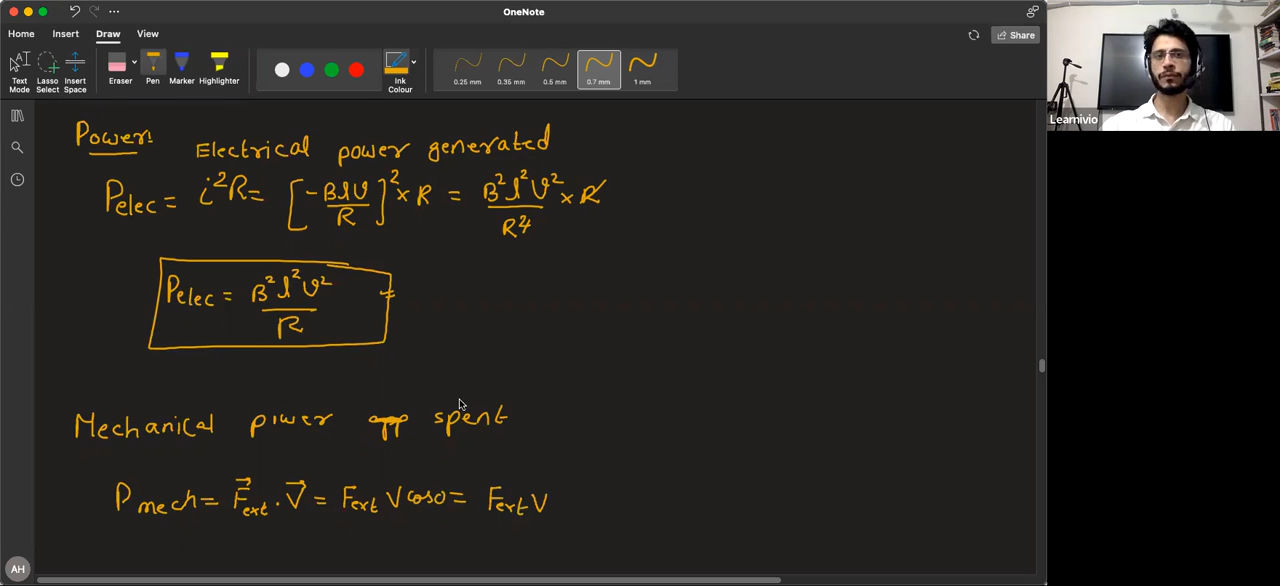 OneNote
Home Insert Draw View
Share
Text Mode Lasso Select Insert Space Eraser Pen Marker Highlighter Ink Colour 0.25 mm 0.35 mm 0.5 mm 0.7 mm 1 mm
Learnivio
Power: Electrical power generated
Pelec = i²R = [-Blv/R]² × R = B²l²v²/R² × R
Pelec = B²l²v²/R =
Mechanical power app spent
Pmech = F⃗ext · V⃗ = Fext V cos0 = Fext V
AH